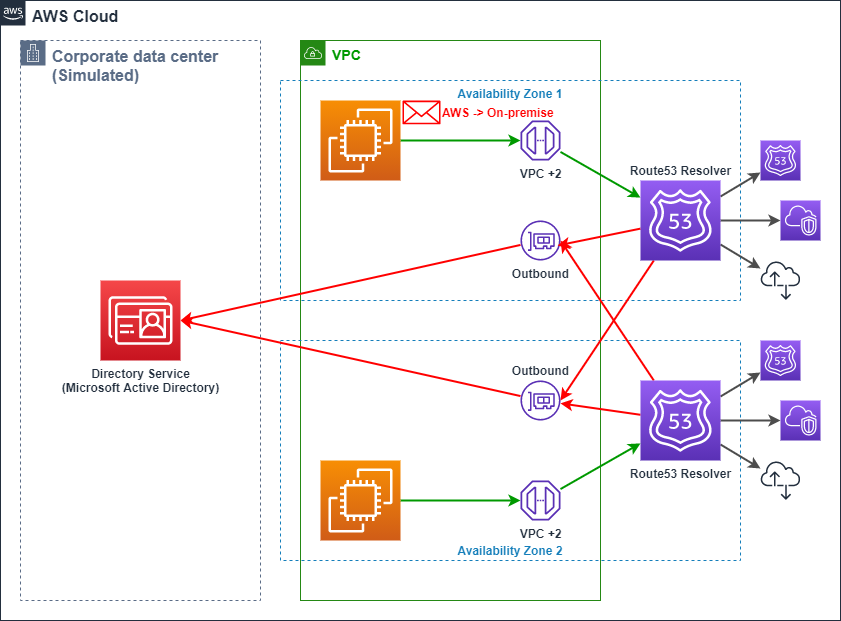 aws
AWS Cloud
Corporate data center
(Simulated)
VPC
Availability Zone 1
AWS -> On-premise
VPC +2
Route53 Resolver
53
53
Outbound
Directory Service
(Microsoft Active Directory)
Outbound
53
53
Route53 Resolver
VPC +2
Availability Zone 2